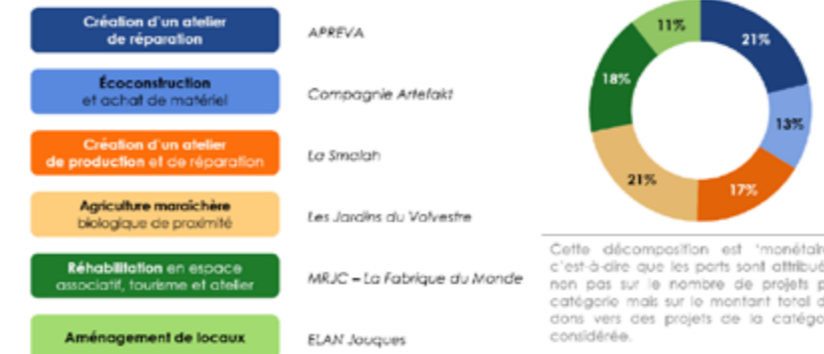 Création d'un atelier
de réparation
APREVA
Écoconstruction
et achat de matériel
Compagnie Artefakt
Création d'un atelier
de production et de réparation
La Smalah
Agriculture maraîchère
biologique de proximité
Les Jardins du Volvestre
Réhabilitation en espace
associatif, tourisme et atelier
MRJC – La Fabrique du Monde
Aménagement de locaux
ELAN Jouques
11%
21%
18%
13%
21%
17%
Cette décomposition est "monétaire
c'est-à-dire que les parts sont attribué
non pas sur le nombre de projets p
catégorie mais sur le montant total d
dons vers des projets de la catégo
considérée.